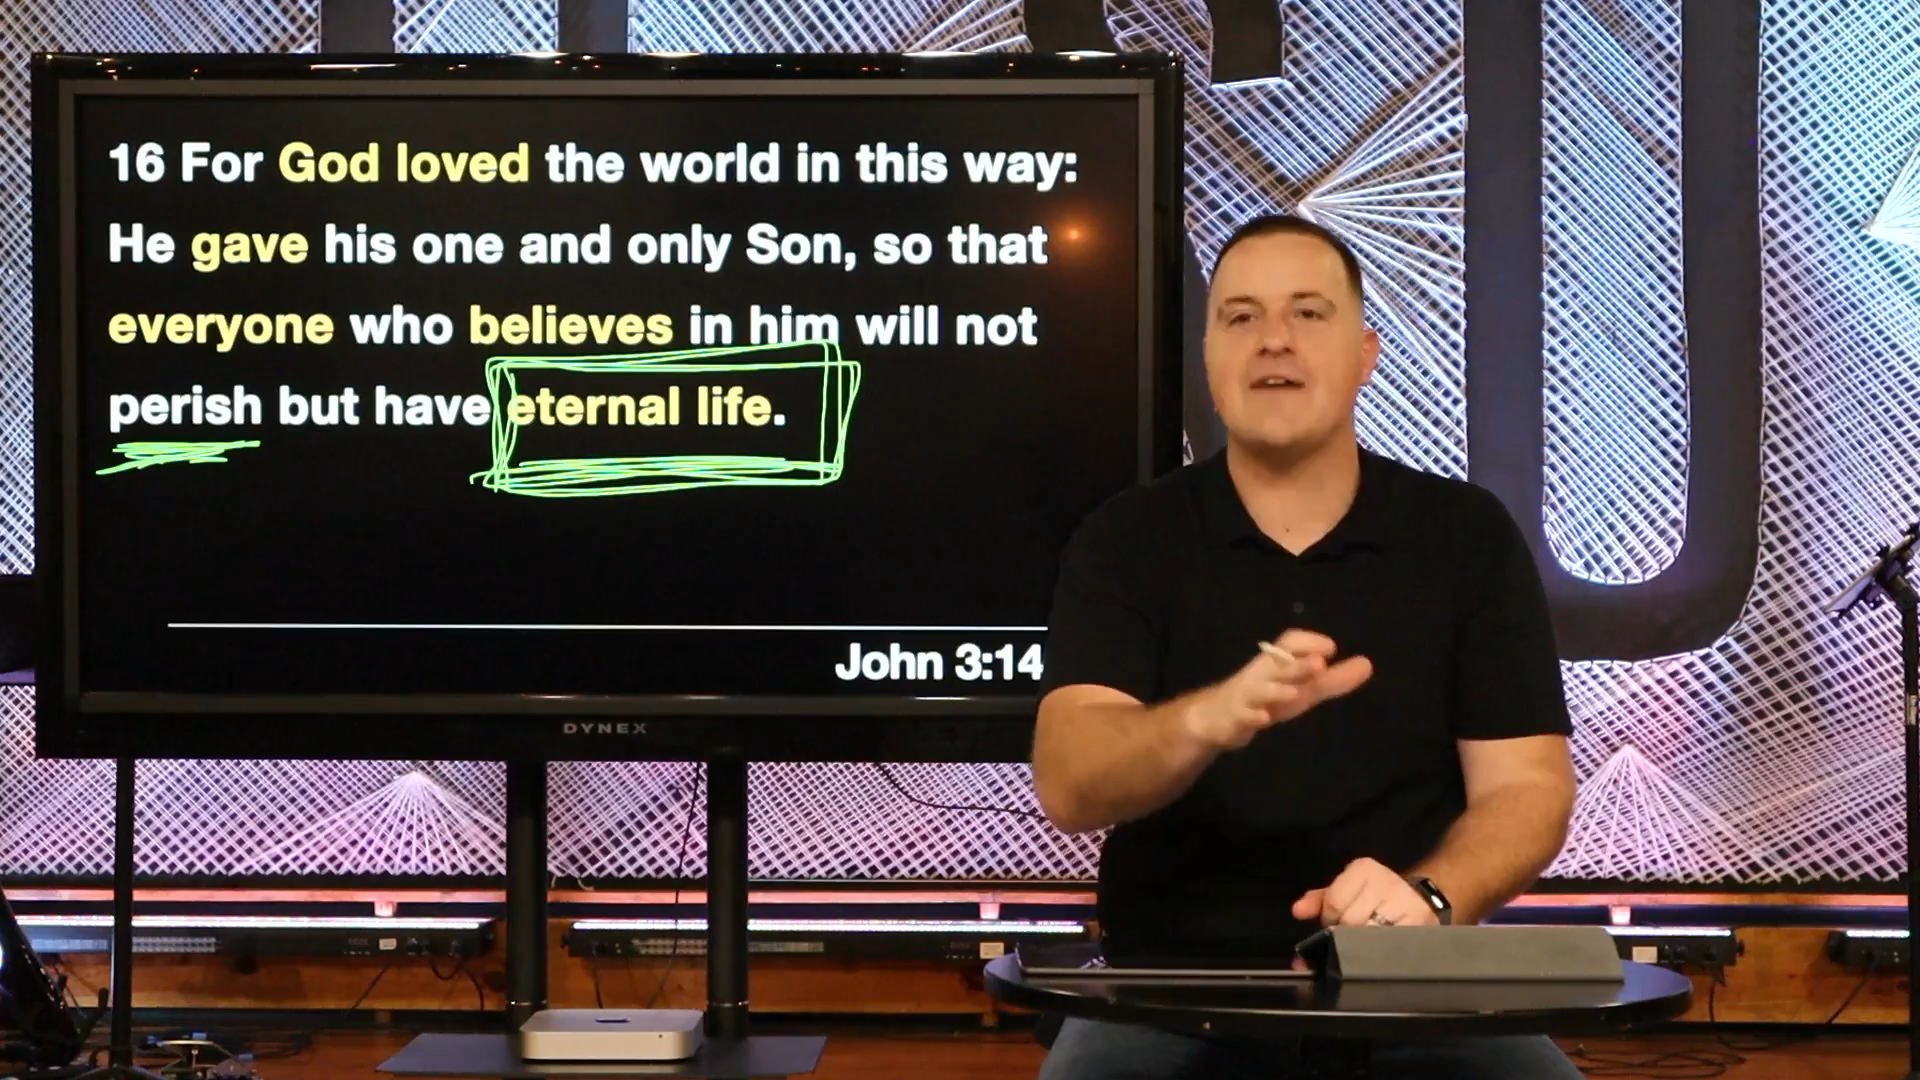 16 For God loved the world in this way:
He gave his one and only Son, so that
everyone who believes in him will not
perish but have eternal life.
John 3:14
DYNEX